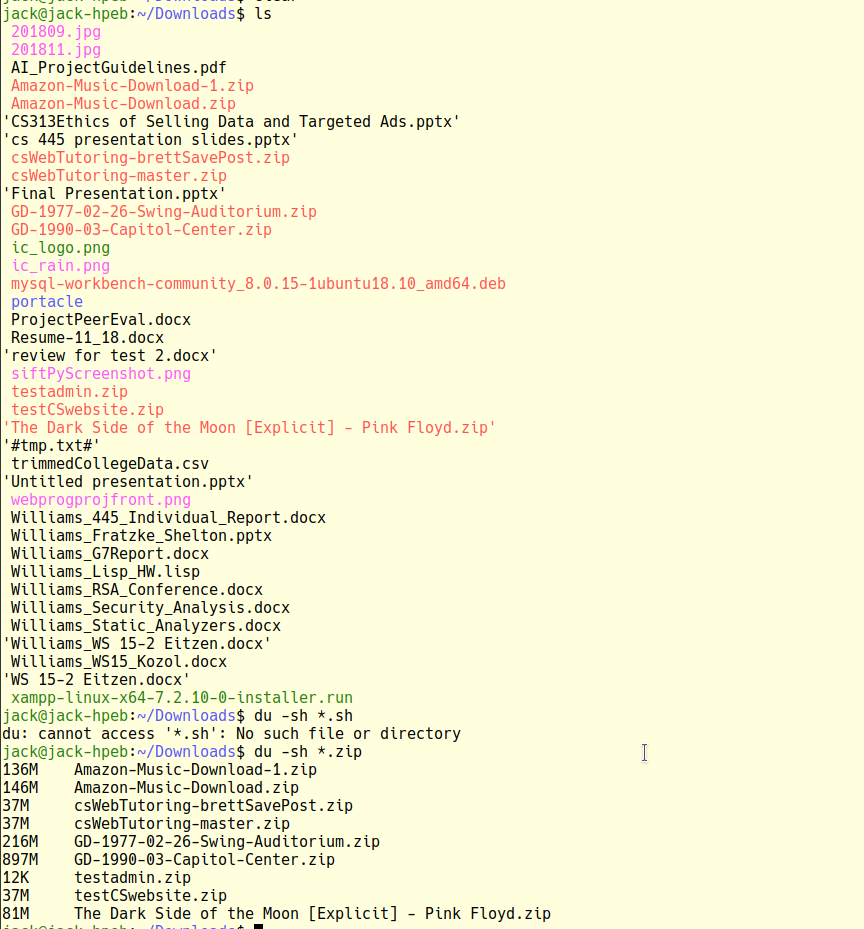 jack@jack-hpeb:~/Downloads$ ls
201809.jpg
201811.jpg
AI_ProjectGuidelines.pdf
Amazon-Music-Download-1.zip
Amazon-Music-Download.zip
'CS313Ethics of Selling Data and Targeted Ads.pptx'
'cs 445 presentation slides.pptx'
csWebTutoring-brettSavePost.zip
csWebTutoring-master.zip
'Final Presentation.pptx'
GD-1977-02-26-Swing-Auditorium.zip
GD-1990-03-Capitol-Center.zip
ic_logo.png
ic_rain.png
mysql-workbench-community_8.0.15-1ubuntu18.10_amd64.deb
portacle
ProjectPeerEval.docx
Resume-11_18.docx
'review for test 2.docx'
siftPyScreenshot.png
testadmin.zip
testCSwebsite.zip
'The Dark Side of the Moon [Explicit] - Pink Floyd.zip'
'#tmp.txt#'
trimmedCollegeData.csv
'Untitled presentation.pptx'
webprogprojfront.png
Williams_445_Individual_Report.docx
Williams_Fratzke_Shelton.pptx
Williams_G7Report.docx
Williams_Lisp_HW.lisp
Williams_RSA_Conference.docx
Williams_Security_Analysis.docx
Williams_Static_Analyzers.docx
'Williams_WS 15-2 Eitzen.docx'
Williams_WS15_Kozol.docx
'WS 15-2 Eitzen.docx'
xampp-linux-x64-7.2.10-0-installer.run
jack@jack-hpeb:~/Downloads$ du -sh *.sh
du: cannot access '*.sh': No such file or directory
jack@jack-hpeb:~/Downloads$ du -sh *.zip
136M    Amazon-Music-Download-1.zip
146M    Amazon-Music-Download.zip
37M     csWebTutoring-brettSavePost.zip
37M     csWebTutoring-master.zip
216M    GD-1977-02-26-Swing-Auditorium.zip
897M    GD-1990-03-Capitol-Center.zip
12K     testadmin.zip
37M     testCSwebsite.zip
81M     The Dark Side of the Moon [Explicit] - Pink Floyd.zip
jack@jack-hpeb:~/Downloads$